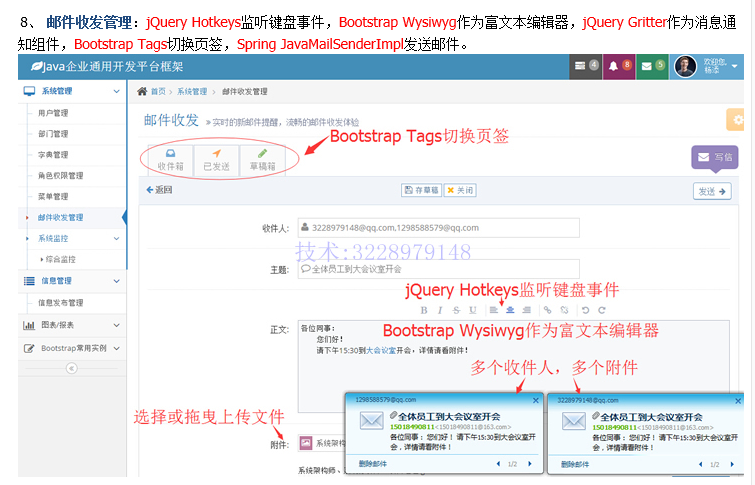 8、 邮件收发管理：jQuery Hotkeys监听键盘事件，Bootstrap Wysiwyg作为富文本编辑器，jQuery Gritter作为消息通
知组件，Bootstrap Tags切换页签，Spring JavaMailSenderImpl发送邮件。
Java企业通用开发平台框架
4
8
5
欢迎您,
杨淳
系统管理
首页 > 系统管理 > 邮件收发管理
用户管理
部门管理
字典管理
角色权限管理
菜单管理
邮件收发管理
系统监控
综合监控
信息管理
信息发布管理
图表/报表
Bootstrap常用实例
邮件收发 » 实时的新邮件提醒，流畅的邮件收发体验
Bootstrap Tags切换页签
收件箱
已发送
草稿箱
写信
返回
存草稿
关闭
发送
收件人:
3228979148@qq.com,1298588579@qq.com
技术:3228979148
主题:
全体员工到大会议室开会
jQuery Hotkeys监听键盘事件
B I S U
正文:
各位同事:
您们好！
请下午15:30到大会议室开会，详情请看附件！
Bootstrap Wysiwyg作为富文本编辑器
多个收件人，多个附件
选择或拖曳上传文件
附件:
系统架构
系统架构师、
1298588579@qq.com
全体员工到大会议室开会
15018490811<15018490811@163.com>
各位同事： 您们好！ 请下午15:30到大会议室开
会，详情请看附件！
删除邮件
1/2
3228979148@qq.com
全体员工到大会议室开会
15018490811<15018490811@163.com>
各位同事： 您们好！ 请下午15:30到大会议室开
会，详情请看附件！
删除邮件
1/2